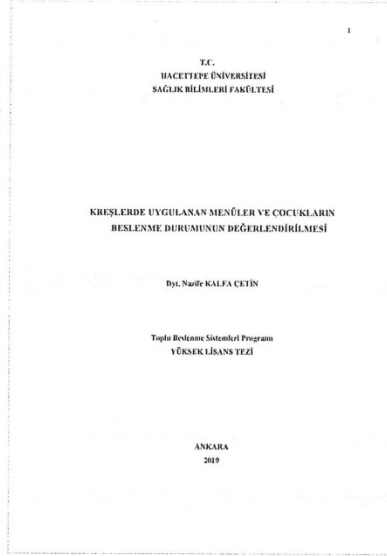 1
T.C.
HACETTEPE ÜNİVERSİTESİ
SAĞLIK BİLİMLERİ FAKÜLTESİ
KREŞLERDE UYGULANAN MENÜLER VE ÇOCUKLARIN
BESLENME DURUMUNUN DEĞERLENDİRİLMESİ
Dyt. Nazife KALFA ÇETİN
Toplu Beslenme Sistemleri Programı
YÜKSEK LİSANS TEZİ
ANKARA
2019